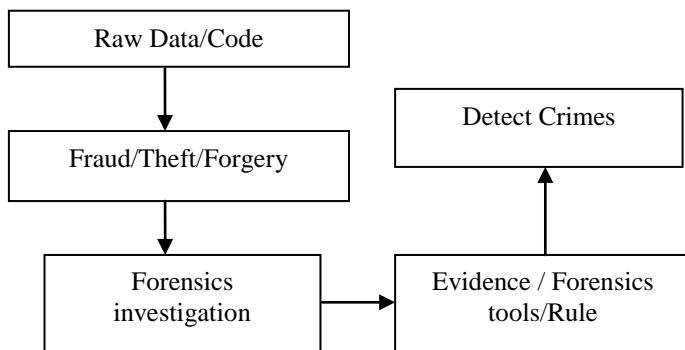 Raw Data/Code
Fraud/Theft/Forgery
Forensics
investigation
Evidence / Forensics
tools/Rule
Detect Crimes